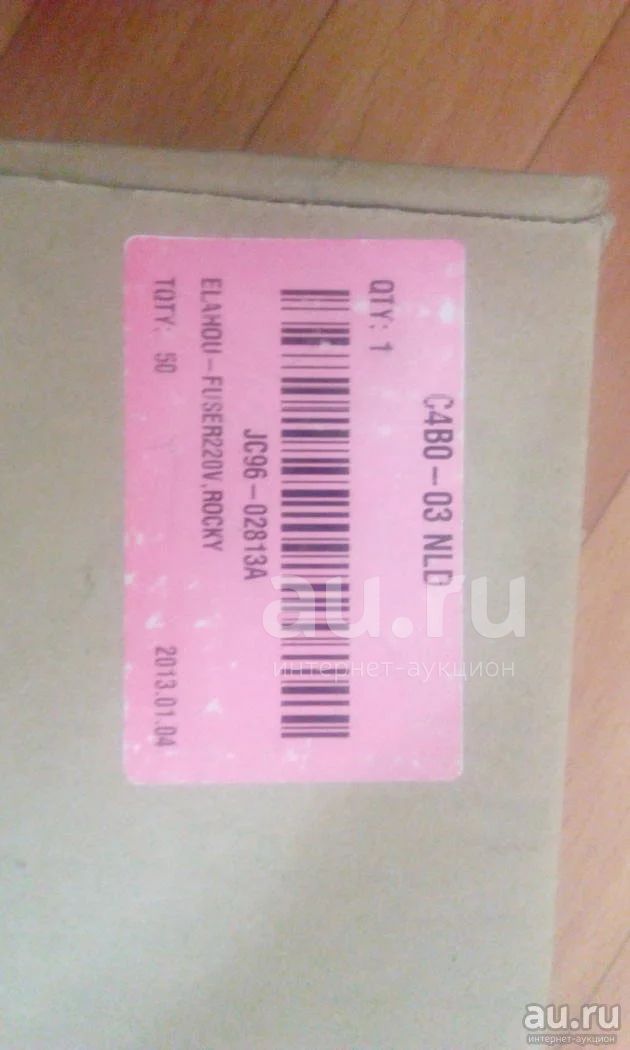 C4B0-03 NLD
QTY: 1
JC96-02813A
ELAHOU-FUSER220V,ROCKY
TQTY: 50 2013.01.04
au.ru
интернет-аукцион
au.ru
интернет-аукцион